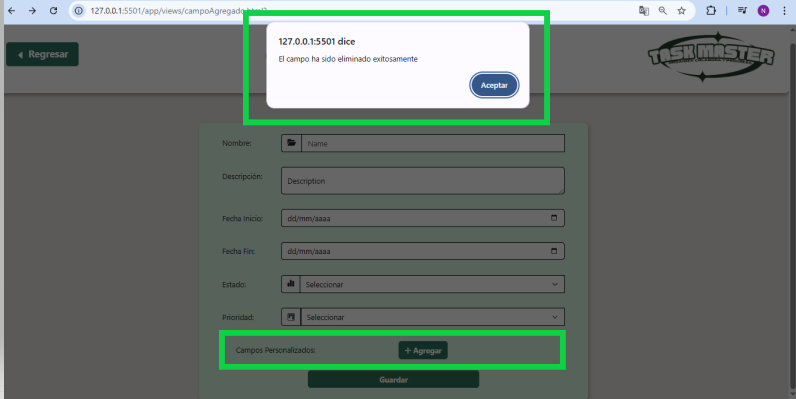 127.0.0.1:5501/app/views/campoAgregado.html?
N
127.0.0.1:5501 dice
El campo ha sido eliminado exitosamente
Aceptar
Regresar
TASK MASTER
Nombre:
Name
Descripción:
Description
Fecha Inicio:
dd/mm/aaaa
Fecha Fin:
dd/mm/aaaa
Estado:
Seleccionar
Prioridad:
Seleccionar
Campos Personalizados:
+ Agregar
Guardar